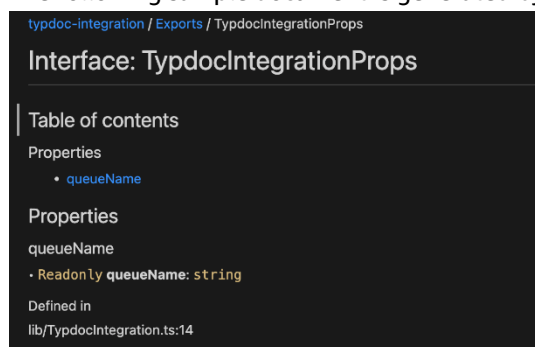 typdoc-integration / Exports / TypdocIntegrationProps
Interface: TypdocIntegrationProps
Table of contents
Properties
• queueName
Properties
queueName
• Readonly queueName: string
Defined in
lib/TypdocIntegration.ts:14